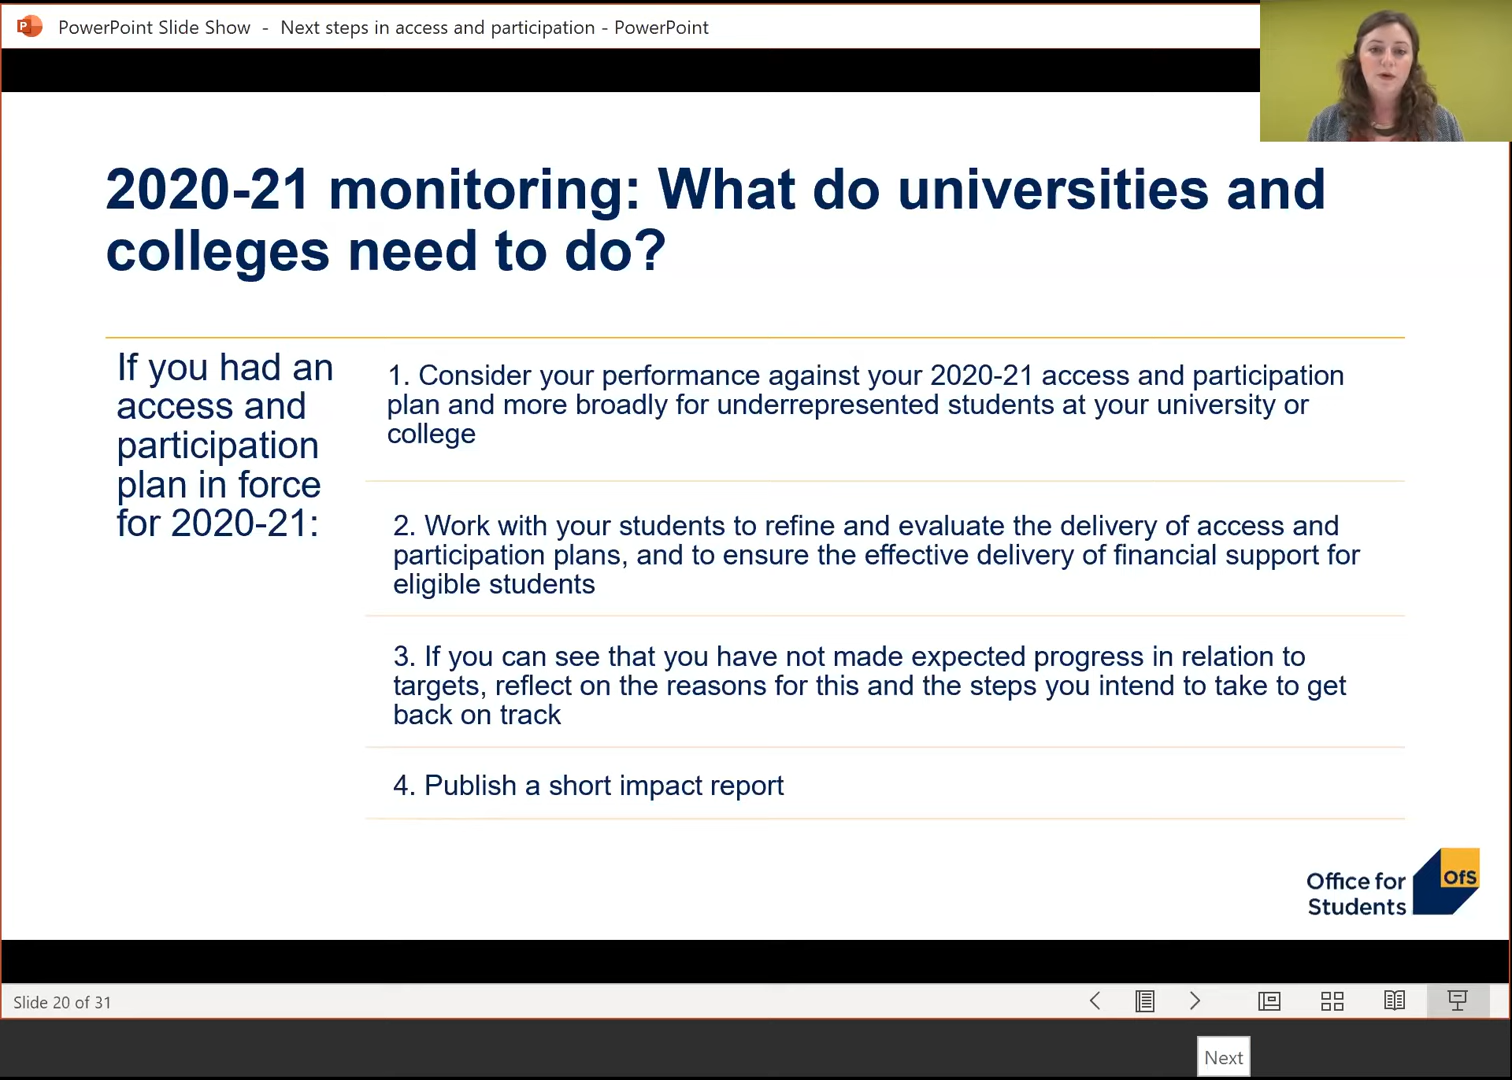 PowerPoint Slide Show - Next steps in access and participation - PowerPoint
2020-21 monitoring: What do universities and
colleges need to do?
If you had an
access and
participation
plan in force
for 2020-21:
1. Consider your performance against your 2020-21 access and participation
plan and more broadly for underrepresented students at your university or
college
2. Work with your students to refine and evaluate the delivery of access and
participation plans, and to ensure the effective delivery of financial support for
eligible students
3. If you can see that you have not made expected progress in relation to
targets, reflect on the reasons for this and the steps you intend to take to get
back on track
4. Publish a short impact report
Office for
Students
OfS
Slide 20 of 31
Next